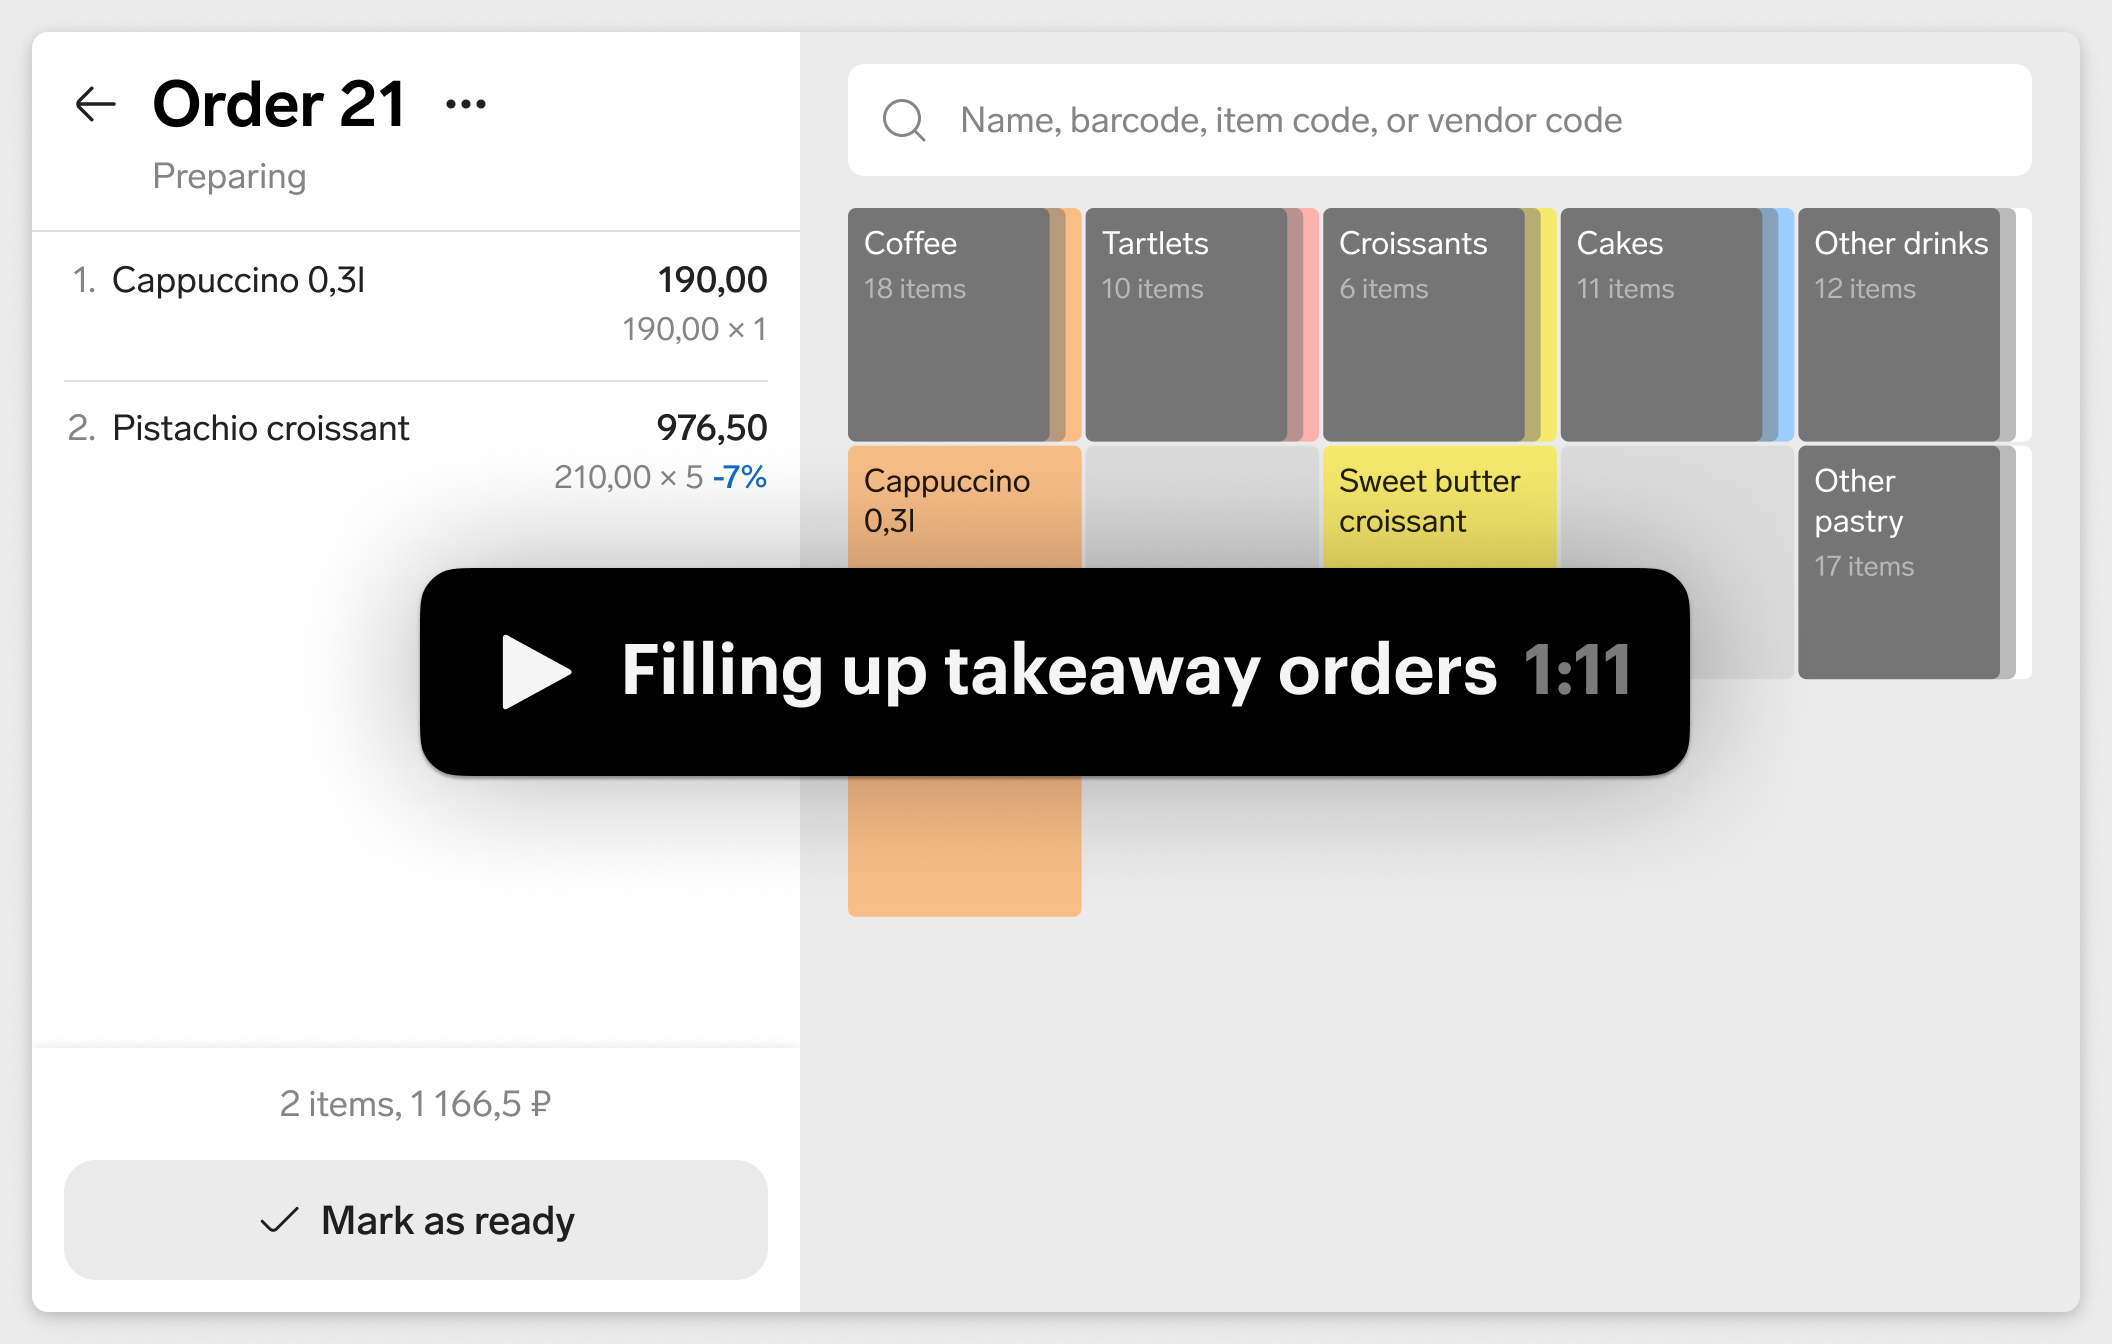 Order 21
Preparing
1. Cappuccino 0,3l
190,00
190,00 × 1
2. Pistachio croissant
976,50
210,00 × 5 -7%
2 items, 1 166,5 ₽
Mark as ready
Name, barcode, item code, or vendor code
Coffee
18 items
Tartlets
10 items
Croissants
6 items
Cakes
11 items
Other drinks
12 items
Cappuccino
0,3l
Sweet butter
croissant
Other
pastry
17 items
Filling up takeaway orders 1:11